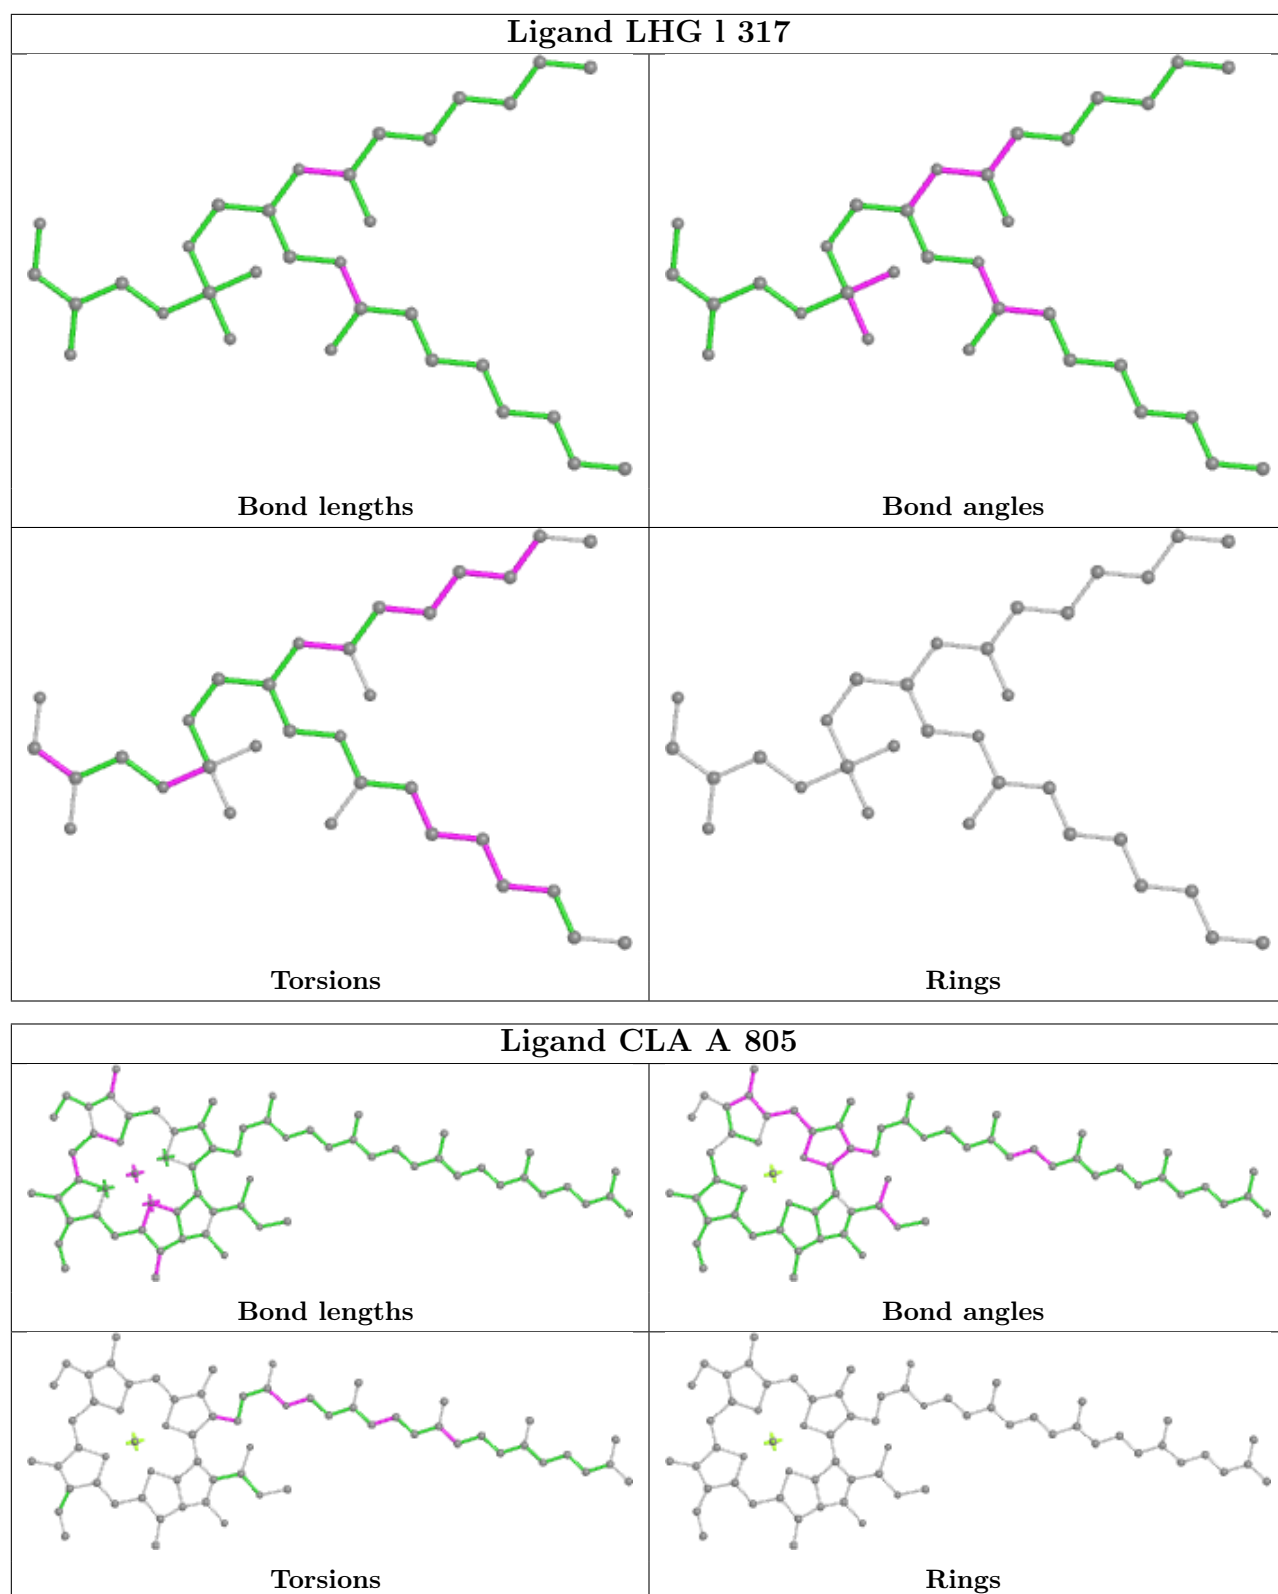 Ligand LHG l 317
Bond lengths
Bond angles
Torsions
Rings
Ligand CLA A 805
Bond lengths
Bond angles
Torsions
Rings